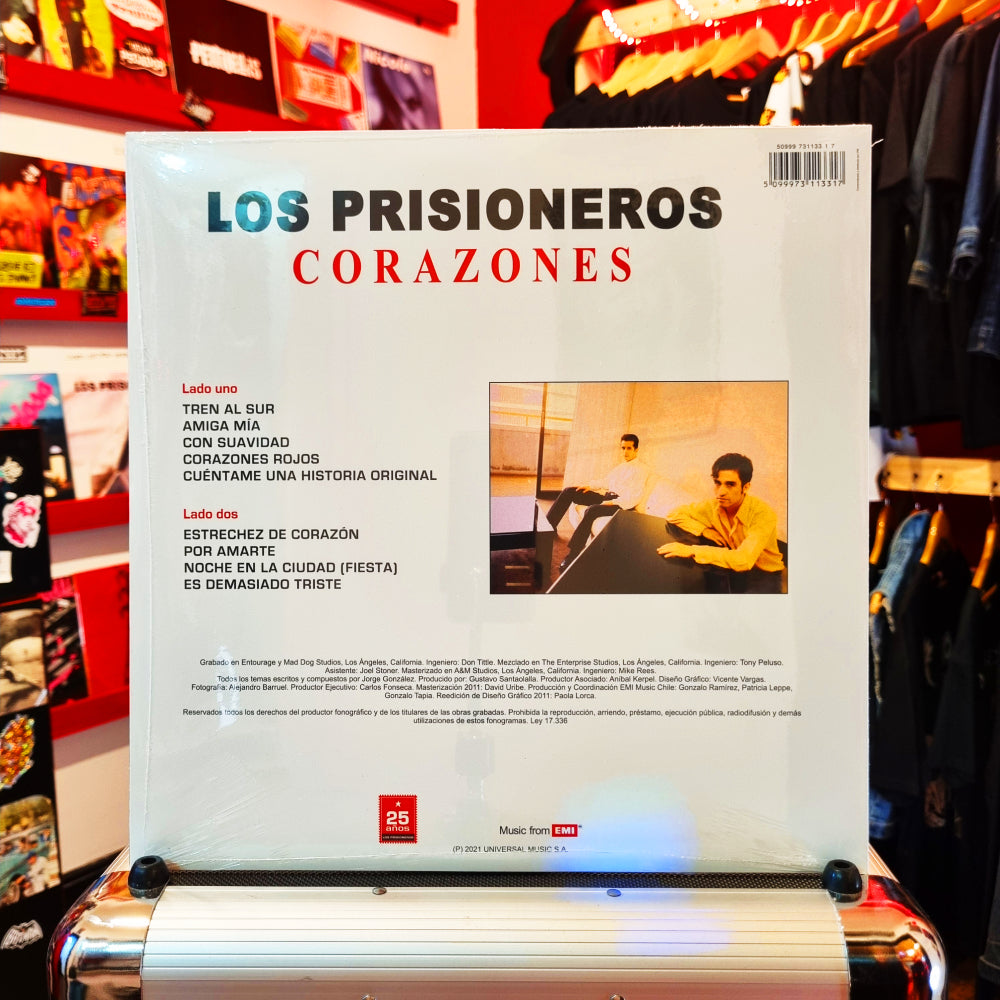 50999 731133 1 7
5 099973 113317
LOS PRISIONEROS
CORAZONES
Lado uno
TREN AL SUR
AMIGA MÍA
CON SUAVIDAD
CORAZONES ROJOS
CUÉNTAME UNA HISTORIA ORIGINAL
Lado dos
ESTRECHEZ DE CORAZÓN
POR AMARTE
NOCHE EN LA CIUDAD (FIESTA)
ES DEMASIADO TRISTE
Grabado en Entourage y Mad Dog Studios, Los Ángeles, California. Ingeniero: Don Tittle. Mezclado en The Enterprise Studios, Los Ángeles, California. Ingeniero: Tony Peluso.
Asistente: Joel Stoner. Masterizado en A&M Studios, Los Ángeles, California. Ingeniero: Mike Rees.
Todos los temas escritos y compuestos por Jorge González. Producido por: Gustavo Santaolalla. Productor Asociado: Aníbal Kerpel. Diseño Gráfico: Vicente Vargas.
Fotografía: Alejandro Barruel. Productor Ejecutivo: Carlos Fonseca. Masterización 2011: David Uribe. Producción y Coordinación EMI Music Chile: Gonzalo Ramírez, Patricia Leppe,
Gonzalo Tapia. Reedición de Diseño Gráfico 2011: Paola Lorca.
Reservados todos los derechos del productor fonográfico y de los titulares de las obras grabadas. Prohibida la reproducción, arriendo, préstamo, ejecución pública, radiodifusión y demás
utilizaciones de estos fonogramas. Ley 17.336
25
años
LOS PRISIONEROS
Music from EMI™
(P) 2021 UNIVERSAL MUSIC S.A.
LOS PRIS